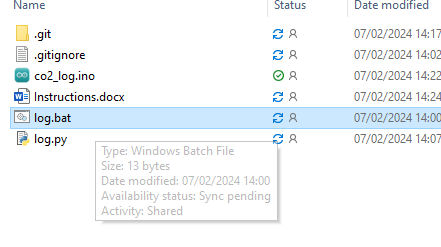 Name Status Date modified
.git 07/02/2024 14:17
.gitignore 07/02/2024 14:02
co2_log.ino 07/02/2024 14:22
Instructions.docx 07/02/2024 14:24
log.bat 07/02/2024 14:00
log.py 07/02/2024 14:07
Type: Windows Batch File
Size: 13 bytes
Date modified: 07/02/2024 14:00
Availability status: Sync pending
Activity: Shared